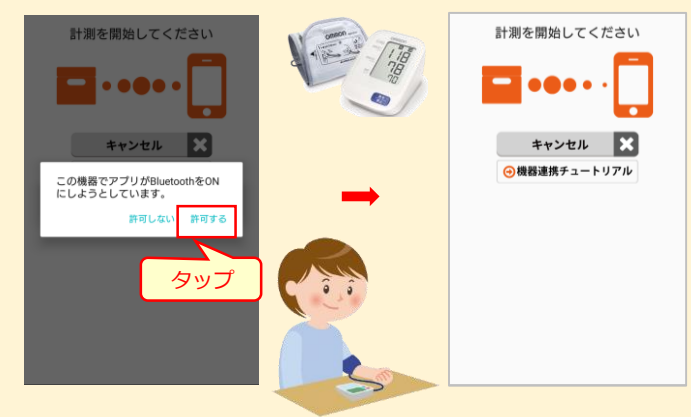 計測を開始してください
キャンセル
この機器でアプリがBluetoothをON
にしようとしています。
許可しない 許可する
タップ
OMRON
OMRON
118
78
70
計測を開始してください
キャンセル
機器連携チュートリアル